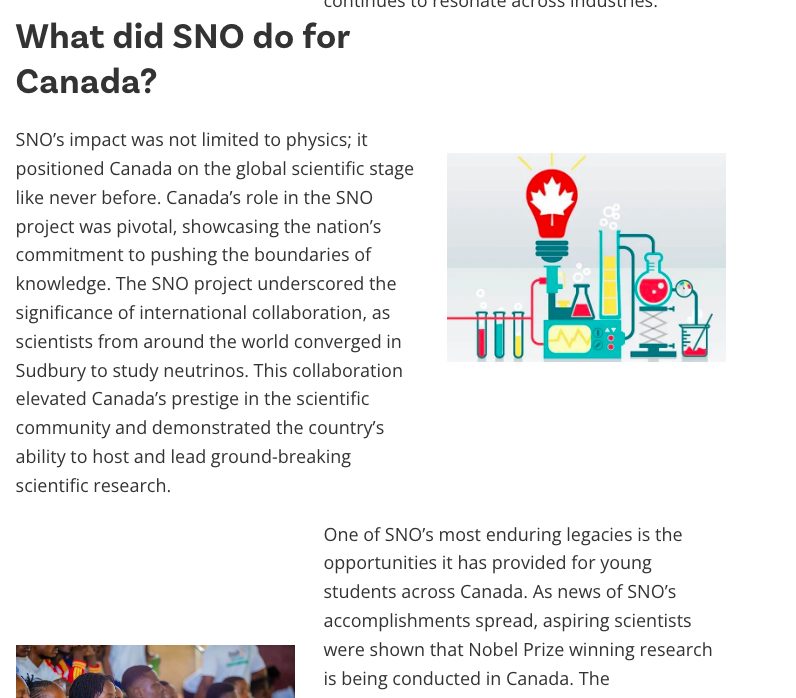 continues to resonate across industries.
What did SNO do for
Canada?
SNO’s impact was not limited to physics; it
positioned Canada on the global scientific stage
like never before. Canada’s role in the SNO
project was pivotal, showcasing the nation’s
commitment to pushing the boundaries of
knowledge. The SNO project underscored the
significance of international collaboration, as
scientists from around the world converged in
Sudbury to study neutrinos. This collaboration
elevated Canada’s prestige in the scientific
community and demonstrated the country’s
ability to host and lead ground-breaking
scientific research.
One of SNO’s most enduring legacies is the
opportunities it has provided for young
students across Canada. As news of SNO’s
accomplishments spread, aspiring scientists
were shown that Nobel Prize winning research
is being conducted in Canada. The